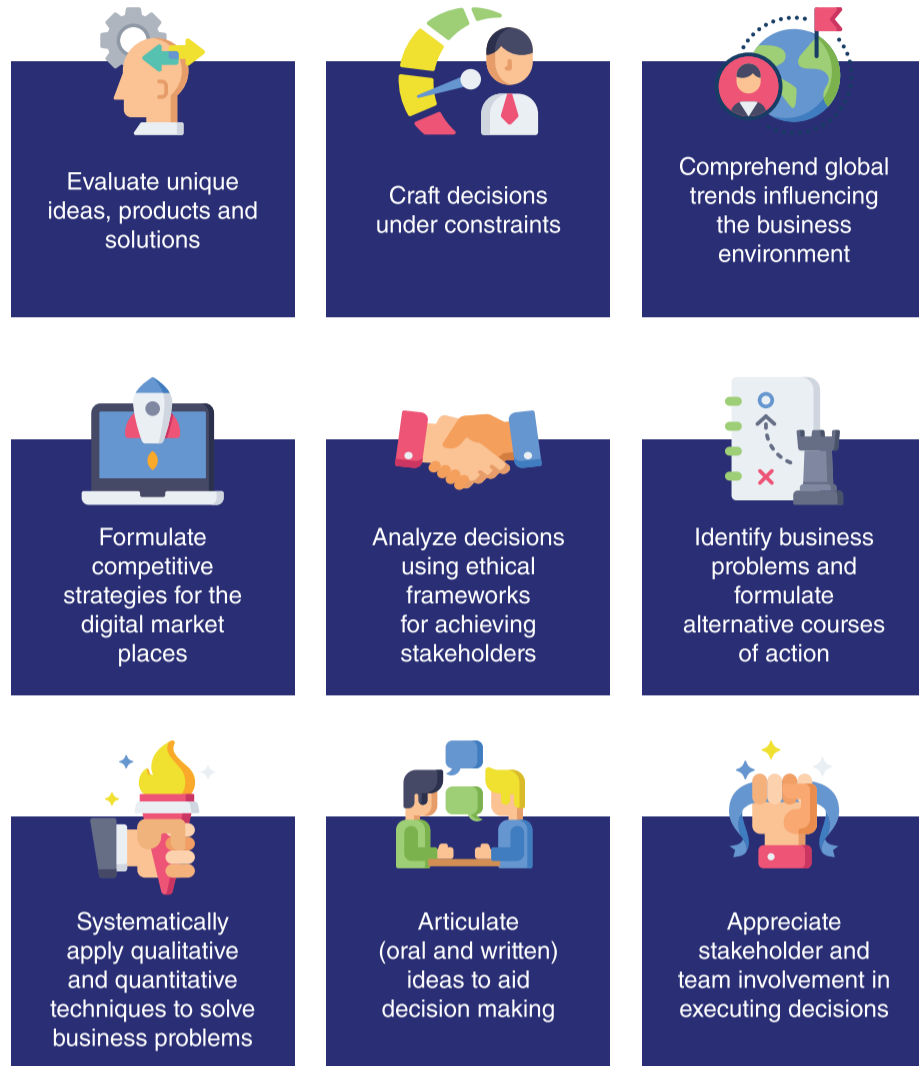 Evaluate unique
ideas, products and
solutions
Craft decisions
under constraints
Comprehend global
trends influencing
the business
environment
Formulate
competitive
strategies for the
digital market
places
Analyze decisions
using ethical
frameworks
for achieving
stakeholders
Identify business
problems and
formulate
alternative courses
of action
Systematically
apply qualitative
and quantitative
techniques to solve
business problems
Articulate
(oral and written)
ideas to aid
decision making
Appreciate
stakeholder and
team involvement in
executing decisions